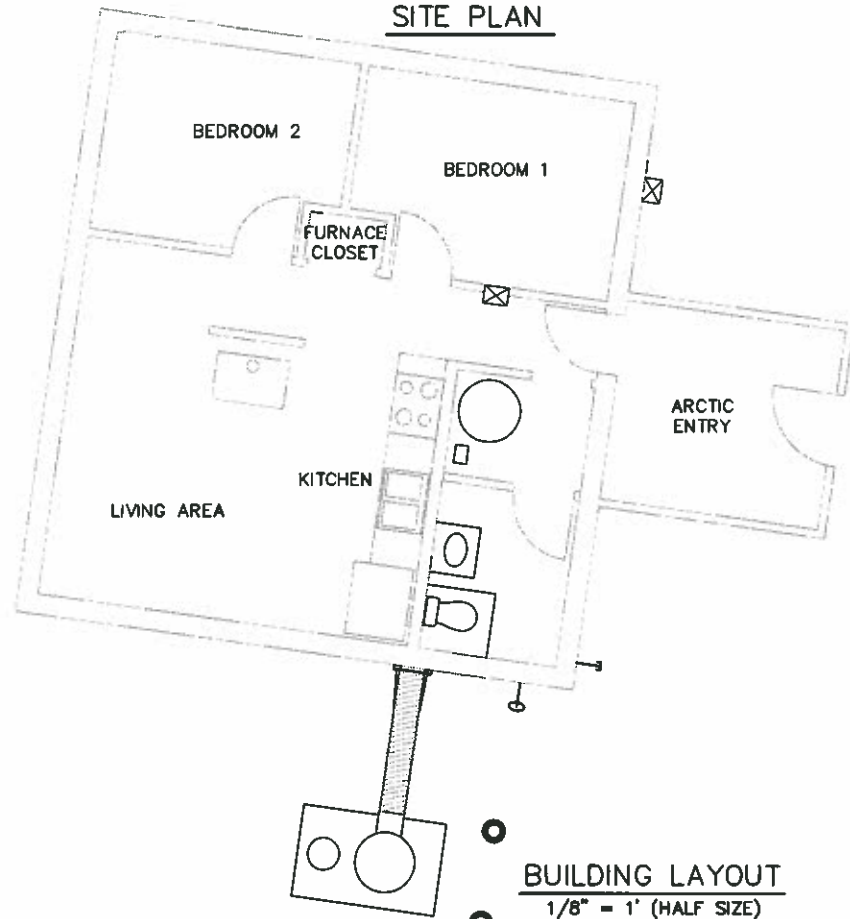 SITE PLAN
BEDROOM 2
BEDROOM 1
FURNACE
CLOSET
ARCTIC
ENTRY
KITCHEN
LIVING AREA
BUILDING LAYOUT
1/8" = 1' (HALF SIZE)